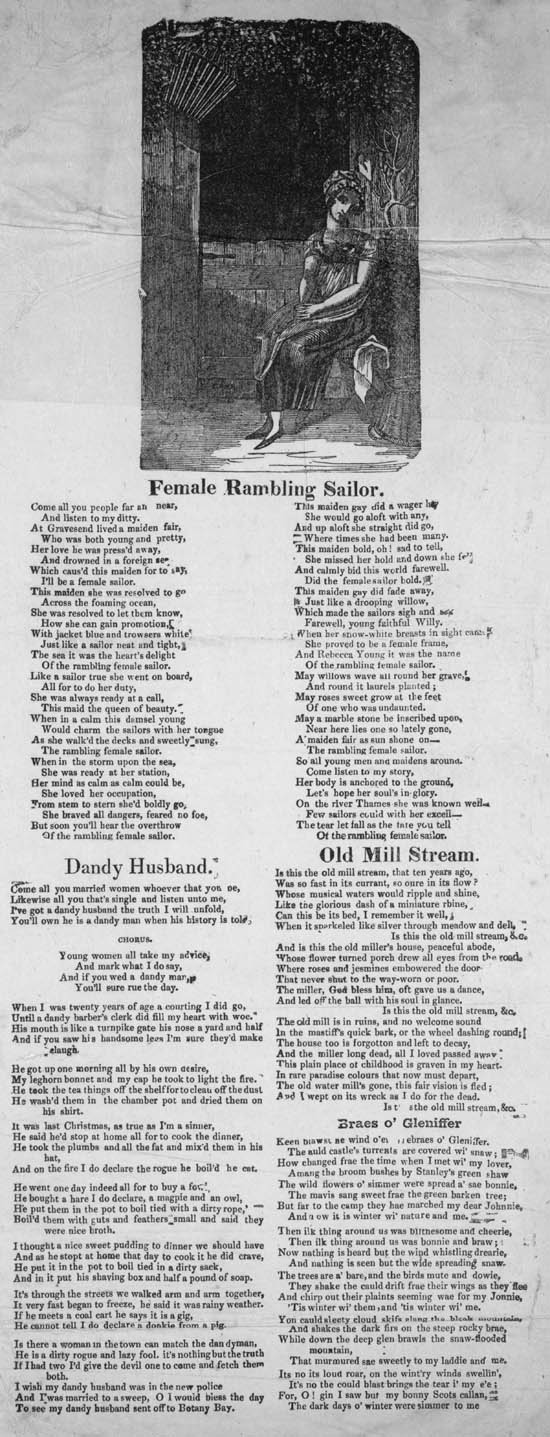 Female Rambling Sailor.
Come all you people far an near,
And listen to my ditty.
At Gravesend lived a maiden fair,
Who was both young and pretty,
Her love he was press'd away,
And drowned in a foreign
Which caus'd this maiden for to say,
I'll be a female sailor.
This maiden she was resolved to go
Across the foaming ocean,
She was resolved to let them know,
How she can gain promotion,
With jacket blue and trowsers white
Just like a sailor neat and tight,
The sea it was the heart's delight
Of the rambling female sailor.
Like a sailor true she went on board,
All for to do her duty,
She was always ready at a call,
This maid the queen of beauty.
When in a calm this damsel young
Would charm the sailors with her tongue
As she walk'd the decks and sweetly sung,
The rambling female sailor.
When in the storm upon the sea,
She was ready at her station,
Her mind as calm as calm could be,
She loved her occupation,
From stem to stern she'd boldly go,
She braved all dangers, feared no foe,
But soon you'll hear the overthrow
Of the rambling female sailor.
This maiden gay did a wager
She would go aloft with any,
And up aloft she straight did go,
Where times she had been many.
This maiden bold, oh! sad to tell,
She missed her hold and down she
And calmly bid this world farewell.
Did the female sailor bold.
This maiden gay did fade away,
Just like a drooping willow,
Which made the sailors sigh and
Farewell, young faithful Willy.
When her snow-white breasts in sight
She proved to be a female frame,
And Rebecca Young it was the name
Of the rambling female sailor.
May willows wave all round her grave,
And round it laurels planted;
May roses sweet grow at the feet
Of one who was undaunted.
May a marble stone be inscribed upon,
Near here lies one so lately gone,
A maiden fair as sun shone on—
The rambling female sailor.
So all young men and maidens around.
Come listen to my story,
Her body is anchored to the ground,
Let's hope her soul's in glory.
On the river Thames she was known well—
Few sailors could with her excell—
The tear let fall as the fate you tell
Of the rambling female sailor.
Dandy Husband.
Come all you married women whoever that you be,
Likewise all you that's single and listen unto me,
I've got a dandy husband the truth I will unfold,
You'll own he is a dandy man when his history is told,
CHORUS.
Young women all take my advice,
And mark what I do say,
And if you wed a dandy man,
You'll sure rue the day.
When I was twenty years of age a courting I did go,
Until a dandy barber's clerk did fill my heart with woe.
His mouth is like a turnpike gate his nose a yard and half
And if you saw his handsome legs I'm sure they'd make
laugh.
He got up one morning all by his own desire,
My leghorn bonnet and my cap he took to light the fire.
He took the tea things off the shelf for to clean off the dust
He wash'd them in the chamber pot and dried them on
his shirt.
It was last Christmas, as true as I'm a sinner,
He said he'd stop at home all for to cook the dinner,
He took the plumbs and all the fat and mix'd them in his
hat,
And on the fire I do declare the rogue he boil'd he cat.
He went one day indeed all for to buy a
He bought a hare I do declare, a magpie and an owl,
He put them in the pot to boil tied with a dirty rope,
Boil'd them with guts and feathers small and said they
were nice broth.
I thought a nice sweet pudding to dinner we should have
And as he stopt at home that day to cook it he did crave,
He put it in the pot to boil tied in a dirty sack,
And in it put his shaving box and half a pound of soap.
It's through the streets we walked arm and arm together,
It very fast began to freeze, he said it was rainy weather.
If he meets a coal cart he says it is a gig,
He cannot tell I do declare a donkie from a pig.
Is there a woman in the town can match the dandyman,
He is a dirty rogue and lazy fool. it's nothing but the truth
If I had two I'd give the devil one to come and fetch them
both.
I wish my dandy husband was in the new police
And I was married to a sweep, O I would bless the day
To see my dandy husband sent off to Botany Bay.
Old Mill Stream.
Is this the old mill stream, that ten years ago,
Was so fast in its currant, so oure in its flow?
Whose musical waters would ripple and shine,
Like the glorious dash of a miniature rhine,
Can this be its bed, I remember it well,
When it sparkeled like silver through meadow and dell,
Is this the old mill stream, &c.
And is this the old miller's house, peaceful abode,
Whose flower turned porch drew all eyes from the road,
Where roses and jesmines embowered the door
That never shut to the way-worn or poor.
The miller, God bless him, oft gave us a dance,
And led off the ball with his soul in glance.
Is this the old mill stream, &c,
The old mill is in ruins, and no welcome sound
In the mastiff's quick bark, or the wheel dashing round;
The house too is forgotten and left to decay,
And the miller long dead, all I loved passed away
This plain place of childhood is graven in my heart.
In rare paradise colours that now must depart,
The old water mill's gone, this fair vision is fled;
And I wept on its wreck as I do for the dead.
Is t s the old mill stream, &c.
Braes o' Gleniffer
Keen blaws the wind o'er braes o' Gleniffer.
The auld castle's turrents are covered wi' snaw;
How changed frae the time when I met wi' my lover,
Amang the broom bushes by Stanley's green shaw
The wild flowers o' simmer were spread a' sae bonnie,
The mavis sang sweet frae the green barken tree;
But far to the camp they hae marched my dear Johnnie,
And now it is winter wi' nature and me.
Then ilk thing around us was blithesome and cheerie,
Then ilk thing around us was bonnie and braw;
Now nathing is heard but the wind whistling drearie,
And nathing is seen but the wide spreading snaw.
The trees are a' bare, and the birds mute and dowie,
They shake the cauld drift frae their wings as they flee
And chirp out their plaints seeming wae for my Jonnie,
'Tis winter wi' them, and 'tis winter wi' me.
Yon cauld sleety cloud skifs alang the bleak mountain,
And shakes the dark firs on the steep rocky brae,
While down the deep glen brawls the snaw-flooded
mountain,
That murmured sae sweetly to my laddie and me.
Its no its loud roar, on the wint'ry winds swellin',
It's no the could blast brings the tear i' my e'e;
For, O! gin I saw but my bonny Scots callan,
The dark days o' winter were simmer to me